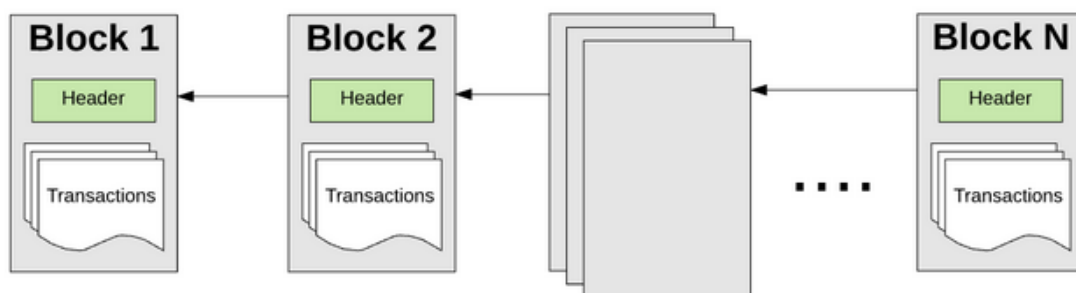 Block 1
Header
Transactions
Block 2
Header
Transactions
....
Block N
Header
Transactions